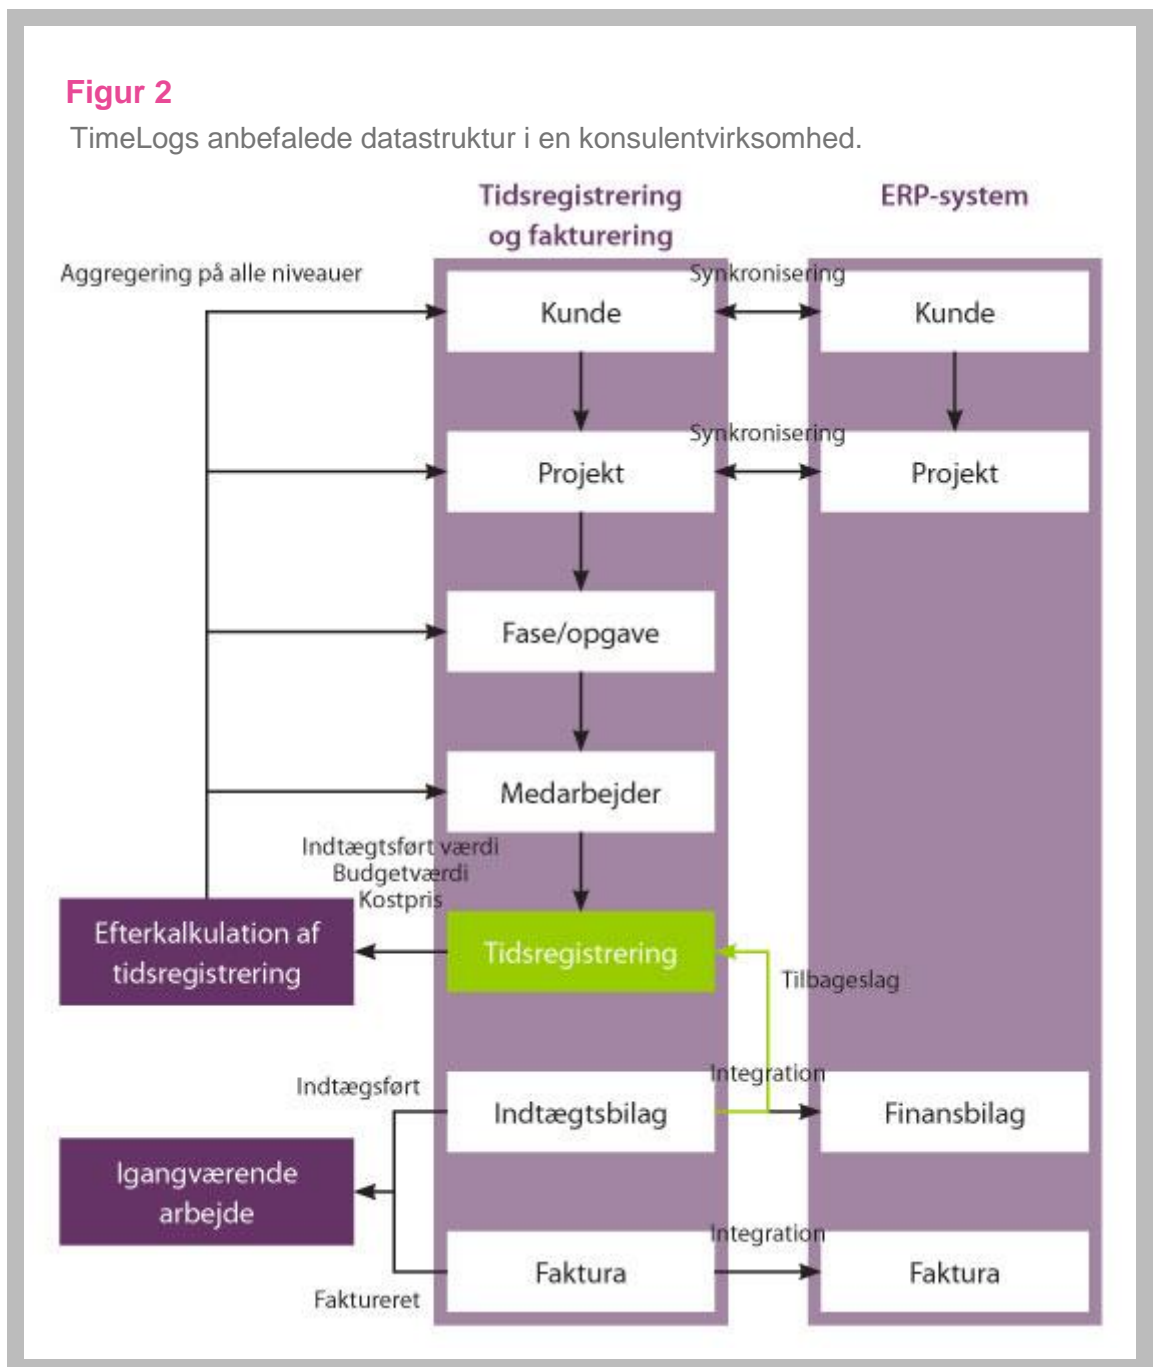 Figur 2
TimeLogs anbefalede datastruktur i en konsulentvirksomhed.
Tidsregistrering
og fakturering
ERP-system
Aggregering på alle niveauer
Kunde
Synkronisering
Kunde
Projekt
Synkronisering
Projekt
Fase/opgave
Medarbejder
Indtægtsført værdi
Budgetværdi
Kostpris
Efterkalkulation af
tidsregistrering
Tidsregistrering
Tilbageslag
Indtægsført
Indtægtsbilag
Integration
Finansbilag
Igangværende
arbejde
Faktureret
Faktura
Integration
Faktura